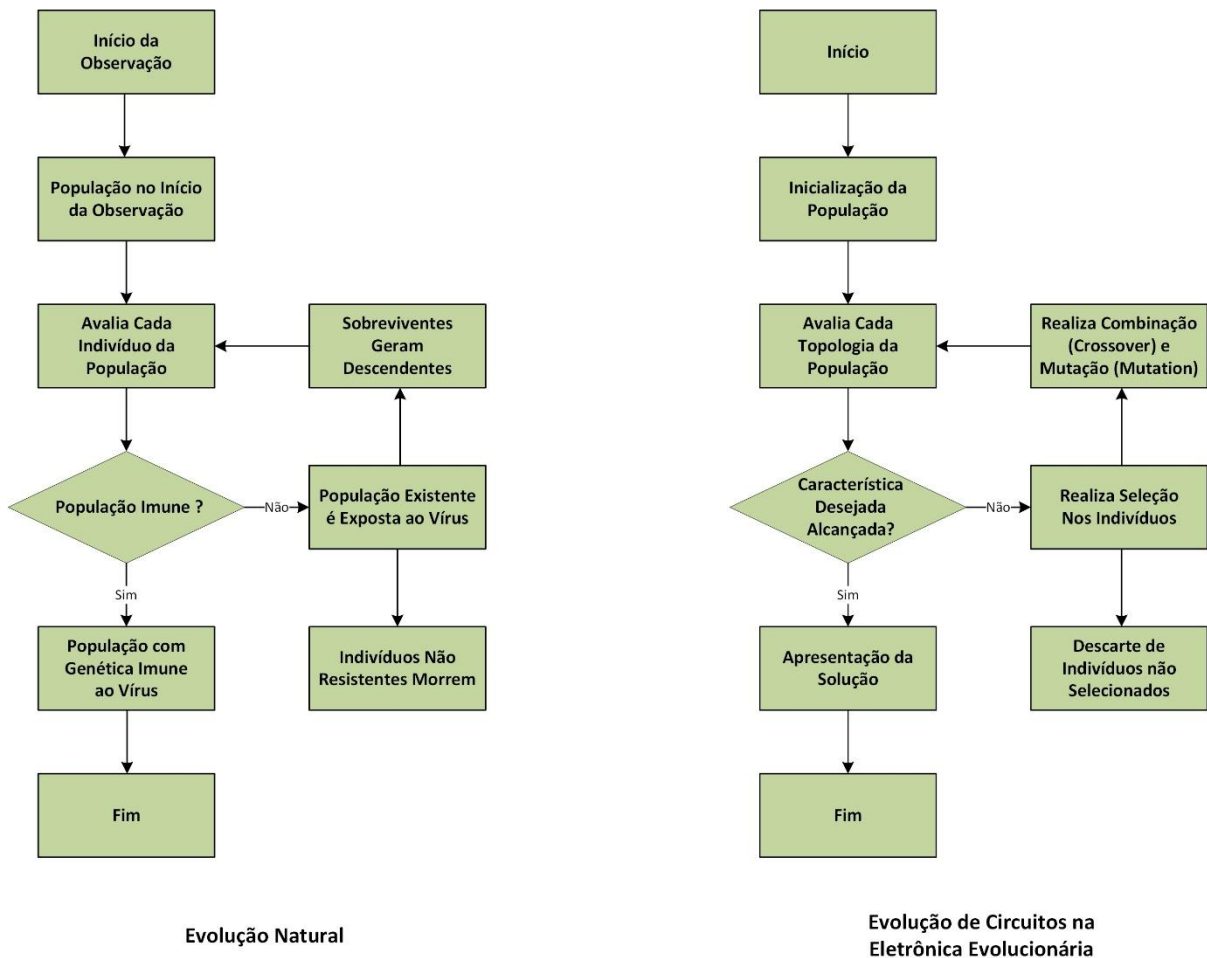 Início da
Observação
População no Início
da Observação
Avalia Cada
Indivíduo da
População
Sobreviventes
Geram
Descendentes
População Imune ?
Não
População Existente
é Exposta ao Vírus
Sim
População com
Genética Imune
ao Vírus
Indivíduos Não
Resistentes Morrem
Fim
Evolução Natural
Início
Inicialização da
População
Avalia Cada
Topologia da
População
Realiza Combinação
(Crossover) e
Mutação (Mutation)
Característica
Desejada
Alcançada?
Não
Realiza Seleção
Nos Indivíduos
Sim
Apresentação da
Solução
Descarte de
Indivíduos não
Selecionados
Fim
Evolução de Circuitos na
Eletrônica Evolucionária